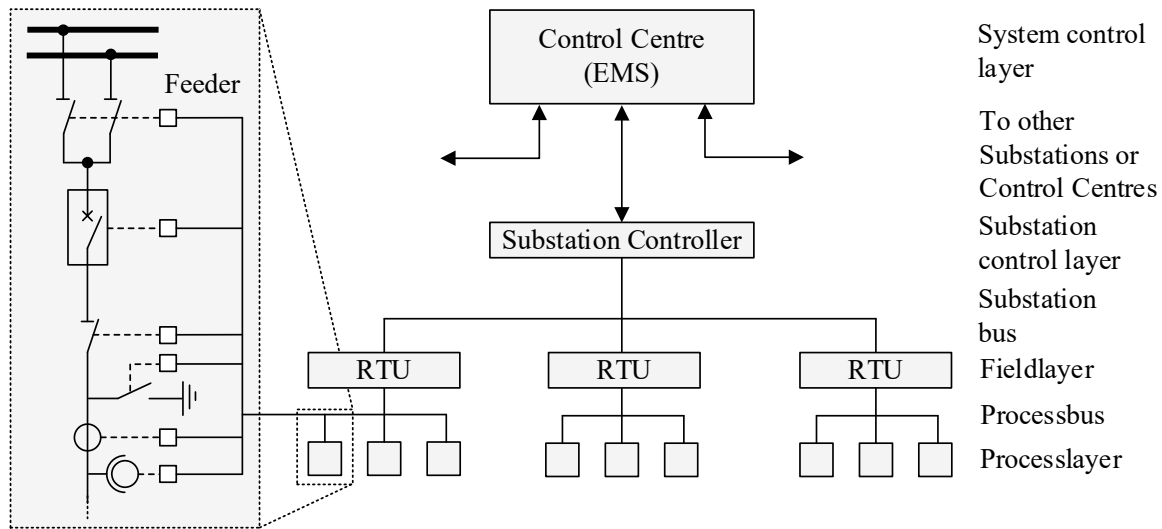 Feeder
Control Centre
(EMS)
System control
layer
To other
Substations or
Control Centres
Substation Controller
Substation
control layer
Substation
bus
RTU
RTU
RTU
Fieldlayer
Processbus
Processlayer